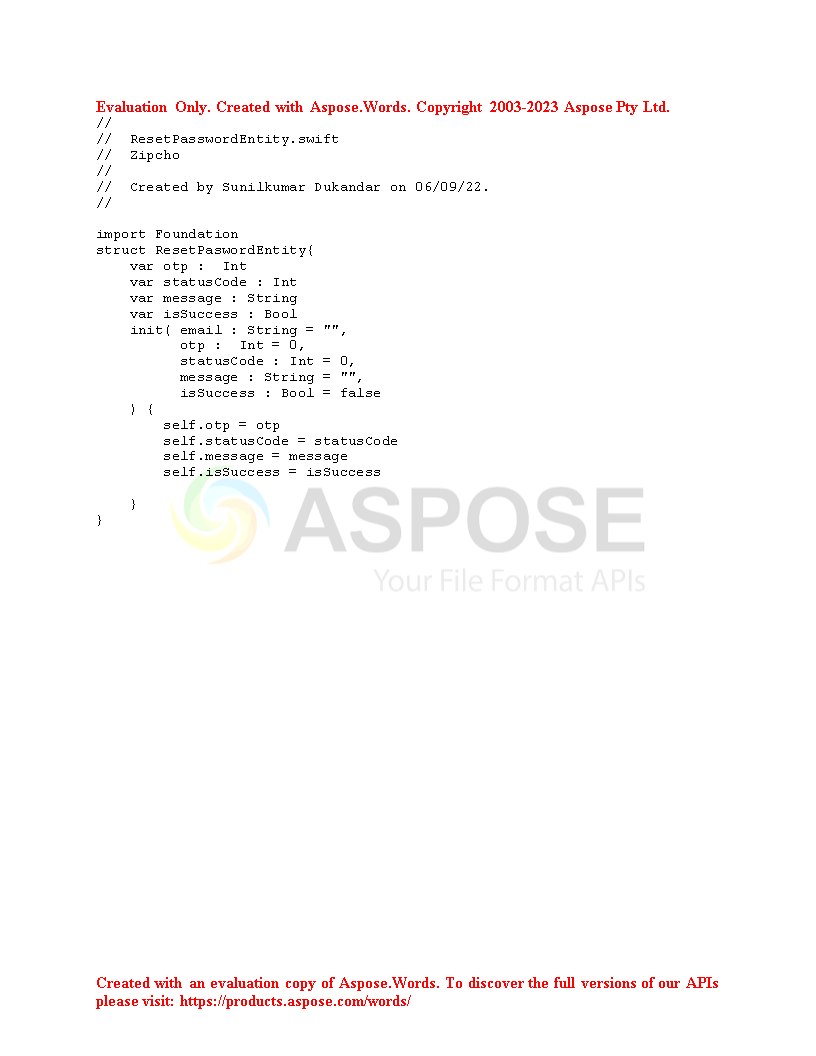 Evaluation Only. Created with Aspose.Words. Copyright 2003-2023 Aspose Pty Ltd.
//
//  ResetPasswordEntity.swift
//  Zipcho
//
//  Created by Sunilkumar Dukandar on 06/09/22.
//

import Foundation
struct ResetPaswordEntity{
    var otp :  Int
    var statusCode : Int
    var message : String
    var isSuccess : Bool
    init( email : String = "",
          otp :  Int = 0,
          statusCode : Int = 0,
          message : String = "",
          isSuccess : Bool = false
    ) {
        self.otp = otp
        self.statusCode = statusCode
        self.message = message
        self.isSuccess = isSuccess

    }
}
ASPOSE
Your File Format APIs
Created with an evaluation copy of Aspose.Words. To discover the full versions of our APIs
please visit: https://products.aspose.com/words/